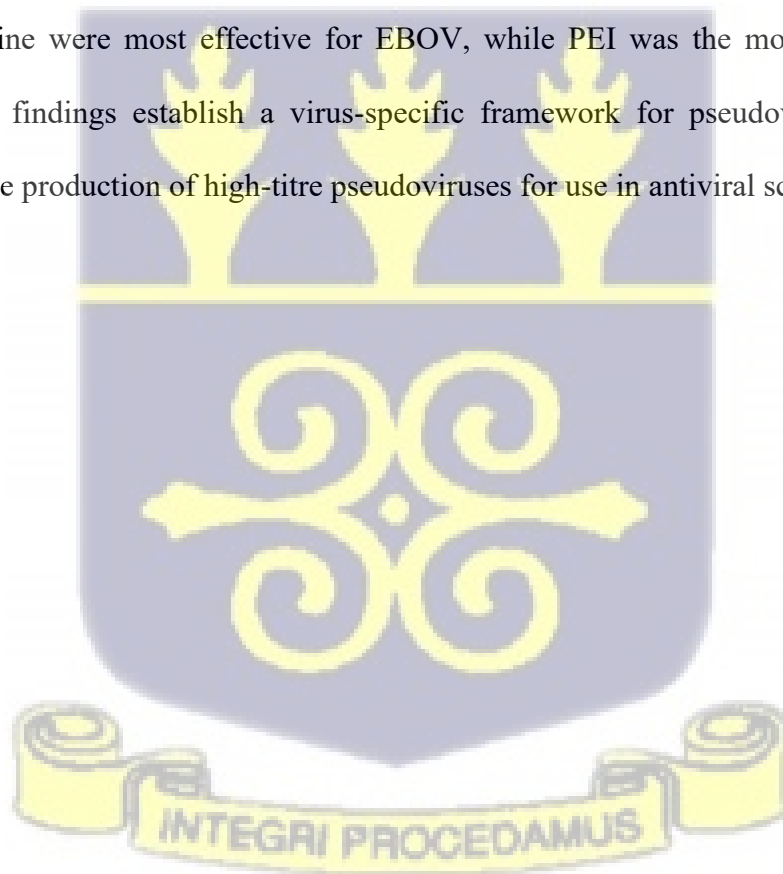 ine were most effective for EBOV, while PEI was the mo
findings establish a virus-specific framework for pseudov
e production of high-titre pseudoviruses for use in antiviral sc
INTEGRI PROCEDAMUS